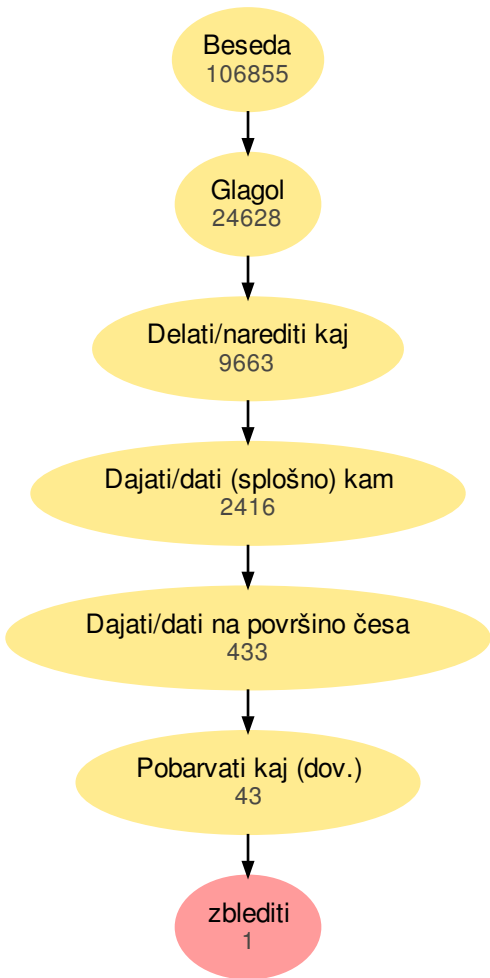 Beseda
106855
Glagol
24628
Delati/narediti kaj
9663
Dajati/dati (splošno) kam
2416
Dajati/dati na površino česa
433
Pobarvati kaj (dov.)
43
zblediti
1